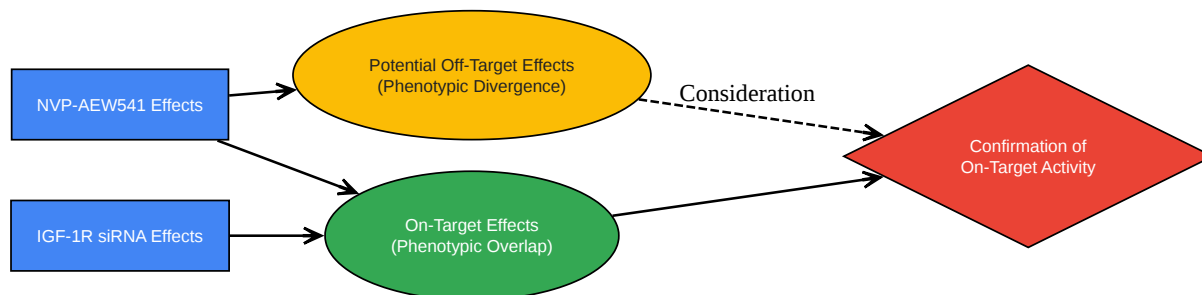 NVP-AEW541 Effects
Potential Off-Target Effects
(Phenotypic Divergence)
Consideration
Confirmation of
On-Target Activity
IGF-1R siRNA Effects
On-Target Effects
(Phenotypic Overlap)